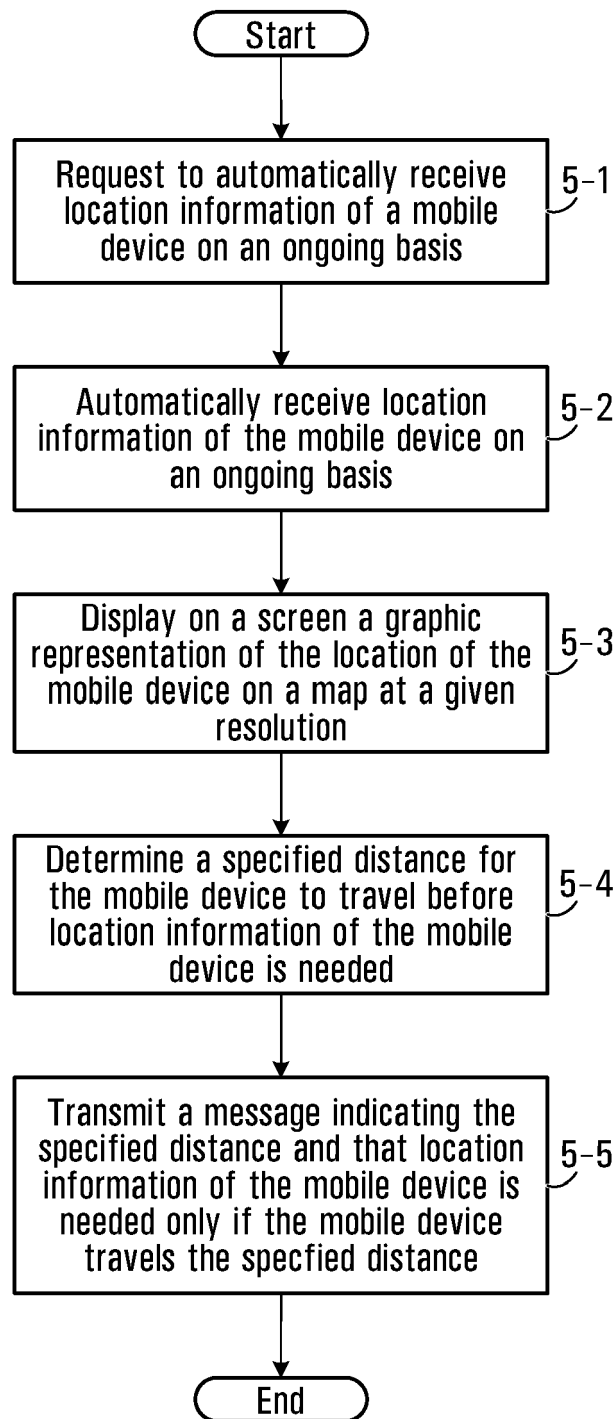 Start
Request to automatically receive
location information of a mobile
device on an ongoing basis
5-1
Automatically receive location
information of the mobile device on
an ongoing basis
5-2
Display on a screen a graphic
representation of the location of the
mobile device on a map at a given
resolution
5-3
Determine a specified distance for
the mobile device to travel before
location information of the mobile
device is needed
5-4
Transmit a message indicating the
specified distance and that location
information of the mobile device is
needed only if the mobile device
travels the specfied distance
5-5
End